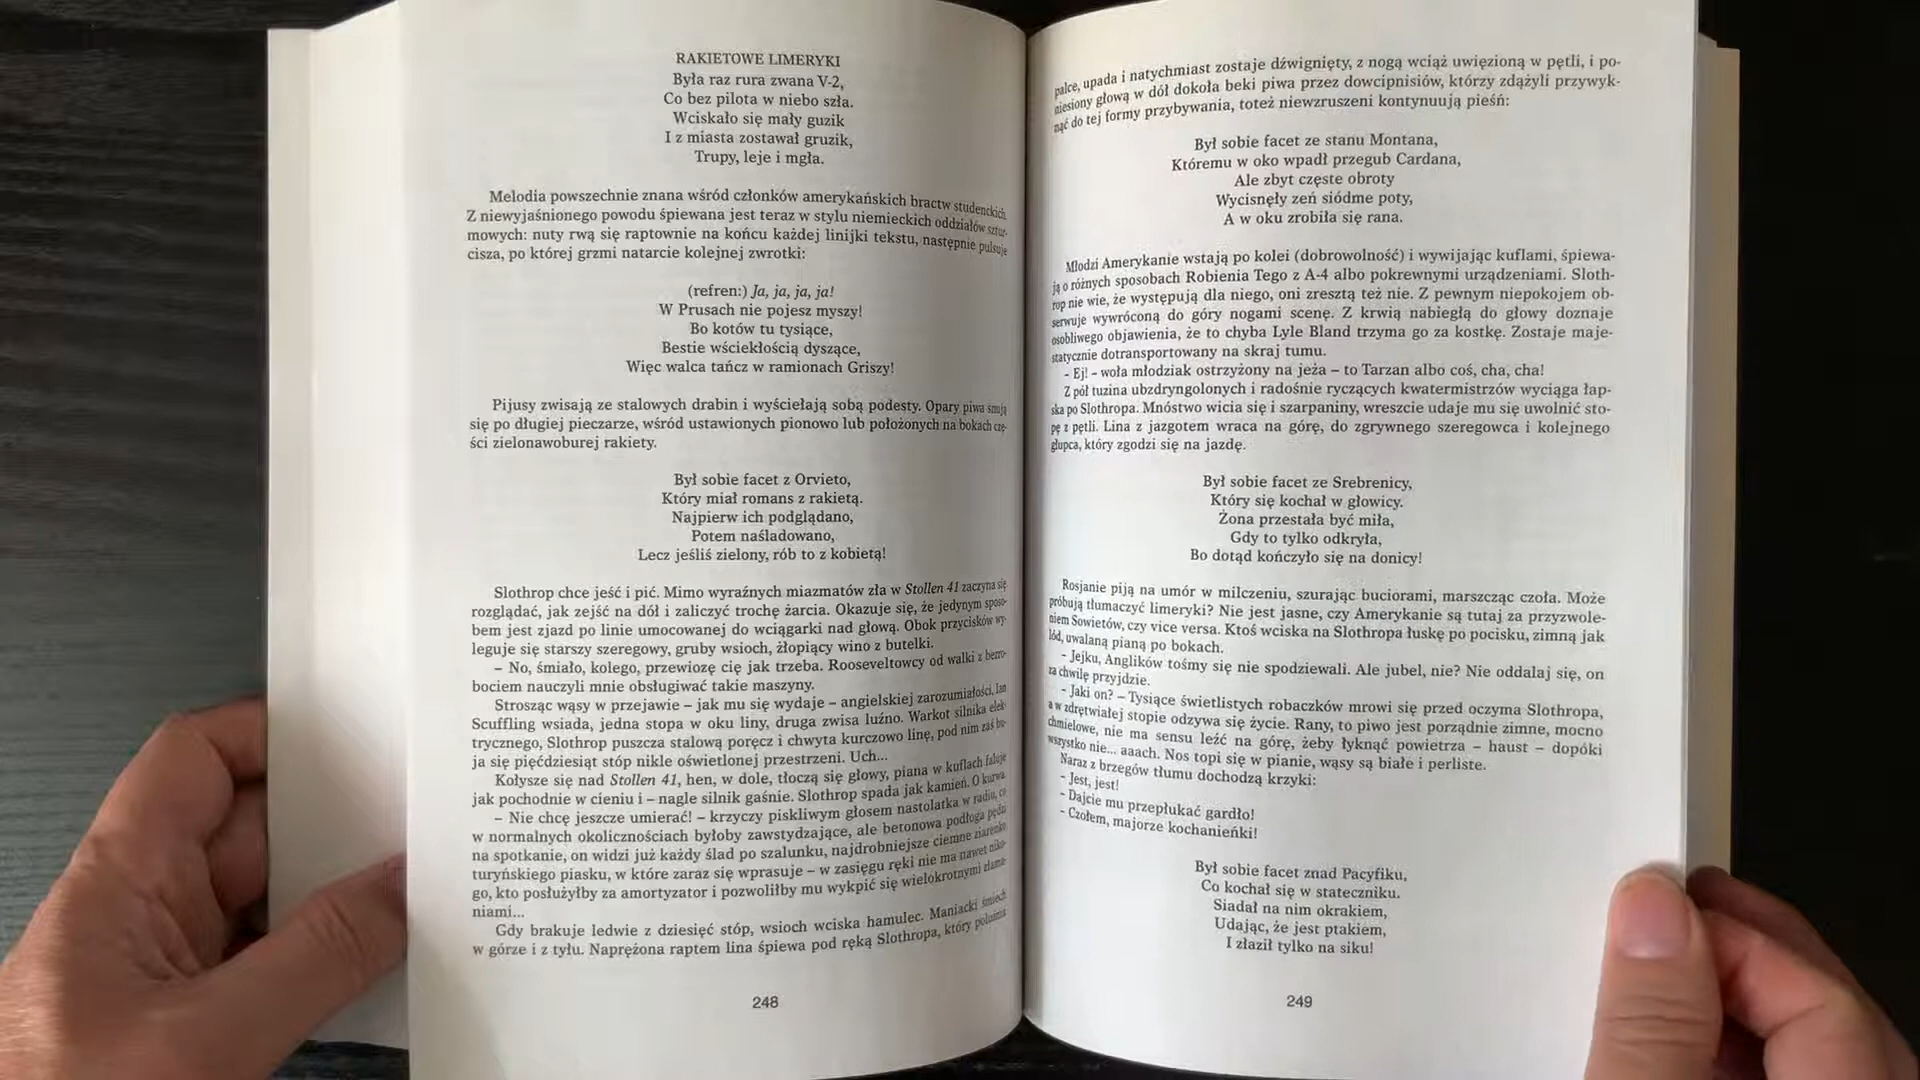 RAKIETOWE LIMERYKI
Była raz rura zwana V-2,
Co bez pilota w niebo szła.
Wciskało się mały guzik
I z miasta zostawał gruzik,
Trupy, leje i mgła.
Melodia powszechnie znana wśród członków amerykańskich bractw studenckich.
Z niewyjaśnionego powodu śpiewana jest teraz w stylu niemieckich oddziałów sztur-
mowych: nuty rwą się raptownie na końcu każdej linijki tekstu, następnie pulsuje
cisza, po której grzmi natarcie kolejnej zwrotki:
(refren:) Ja, ja, ja, ja!
W Prusach nie pojesz myszy!
Bo kotów tu tysiące,
Bestie wściekłością dyszące,
Więc walca tańcz w ramionach Griszy!
Pijusy zwisają ze stalowych drabin i wyściełają sobą podesty. Opary piwa snują
się po długiej pieczarze, wśród ustawionych pionowo lub położonych na bokach czę-
ści zielonawoburej rakiety.
Był sobie facet z Orvieto,
Który miał romans z rakietą.
Najpierw ich podglądano,
Potem naśladowano,
Lecz jeśliś zielony, rób to z kobietą!
Slothrop chce jeść i pić. Mimo wyraźnych miazmatów zła w Stollen 41 zaczyna się
rozglądać, jak zejść na dół i zaliczyć trochę żarcia. Okazuje się, że jedynym sposo-
bem jest zjazd po linie umocowanej do wciągarki nad głową. Obok przycisków wy-
leguje się starszy szeregowy, gruby wsioch, żłopiący wino z butelki.
– No, śmiało, kolego, przewiozę cię jak trzeba. Rooseveltowcy od walki z bezro-
bociem nauczyli mnie obsługiwać takie maszyny.
Strosząc wąsy w przejawie – jak mu się wydaje – angielskiej zarozumiałości, Ian
Scuffling wsiada, jedna stopa w oku liny, druga zwisa luźno. Warkot silnika elek-
trycznego, Slothrop puszcza stalową poręcz i chwyta kurczowo linę, pod nim zaś bu-
ja się pięćdziesiąt stóp nikle oświetlonej przestrzeni. Uch...
Kołysze się nad Stollen 41, hen, w dole, tłoczą się głowy, piana w kuflach faluje
jak pochodnie w cieniu i – nagle silnik gaśnie. Slothrop spada jak kamień. O kurwa.
– Nie chcę jeszcze umierać! – krzyczy piskliwym głosem nastolatka w radiu, co
w normalnych okolicznościach byłoby zawstydzające, ale betonowa podłoga pędzi
na spotkanie, on widzi już każdy ślad po szalunku, najdrobniejsze ciemne ziarenko
turyńskiego piasku, w które zaraz się wprasuje – w zasięgu ręki nie ma nawet niko-
go, kto posłużyłby za amortyzator i pozwoliłby mu wykpić się wielokrotnymi złama-
niami...
Gdy brakuje ledwie z dziesięć stóp, wsioch wciska hamulec. Maniacki śmiech
w górze i z tyłu. Naprężona raptem lina śpiewa pod ręką Slothropa, który poluźnia
248
palce, upada i natychmiast zostaje dźwignięty, z nogą wciąż uwięzioną w pętli, i po-
niesiony głową w dół dokoła beki piwa przez dowcipnisiów, którzy zdążyli przywyk-
nąć do tej formy przybywania, toteż niewzruszeni kontynuują pieśń:
Był sobie facet ze stanu Montana,
Któremu w oko wpadł przegub Cardana,
Ale zbyt częste obroty
Wycisnęły zeń siódme poty,
A w oku zrobiła się rana.
Młodzi Amerykanie wstają po kolei (dobrowolność) i wywijając kuflami, śpiewa-
ją o różnych sposobach Robienia Tego z A-4 albo pokrewnymi urządzeniami. Sloth-
rop nie wie, że występują dla niego, oni zresztą też nie. Z pewnym niepokojem ob-
serwuje wywróconą do góry nogami scenę. Z krwią nabiegłą do głowy doznaje
osobliwego objawienia, że to chyba Lyle Bland trzyma go za kostkę. Zostaje maje-
statycznie dotransportowany na skraj tumu.
- Ej! – woła młodziak ostrzyżony na jeża – to Tarzan albo coś, cha, cha!
Z pół tuzina ubzdryngolonych i radośnie ryczących kwatermistrzów wyciąga łap-
ska po Slothropa. Mnóstwo wicia się i szarpaniny, wreszcie udaje mu się uwolnić sto-
pę z pętli. Lina z jazgotem wraca na górę, do zgrywnego szeregowca i kolejnego
głupca, który zgodzi się na jazdę.
Był sobie facet ze Srebrenicy,
Który się kochał w głowicy.
Żona przestała być miła,
Gdy to tylko odkryła,
Bo dotąd kończyło się na donicy!
Rosjanie piją na umór w milczeniu, szurając buciorami, marszcząc czoła. Może
próbują tłumaczyć limeryki? Nie jest jasne, czy Amerykanie są tutaj za przyzwole-
niem Sowietów, czy vice versa. Ktoś wciska na Slothropa łuskę po pocisku, zimną jak
lód, uwalaną pianą po bokach.
- Jejku, Anglików tośmy się nie spodziewali. Ale jubel, nie? Nie oddalaj się, on
za chwilę przyjdzie.
- Jaki on? – Tysiące świetlistych robaczków mrowi się przed oczyma Slothropa,
a w zdrętwiałej stopie odzywa się życie. Rany, to piwo jest porządnie zimne, mocno
chmielowe, nie ma sensu leźć na górę, żeby łyknąć powietrza – haust – dopóki
wszystko nie... aaach. Nos topi się w pianie, wąsy są białe i perliste.
Naraz z brzegów tłumu dochodzą krzyki:
- Jest, jest!
- Dajcie mu przepłukać gardło!
- Czołem, majorze kochanieńki!
Był sobie facet znad Pacyfiku,
Co kochał się w stateczniku.
Siadał na nim okrakiem,
Udając, że jest ptakiem,
I złaził tylko na siku!
249